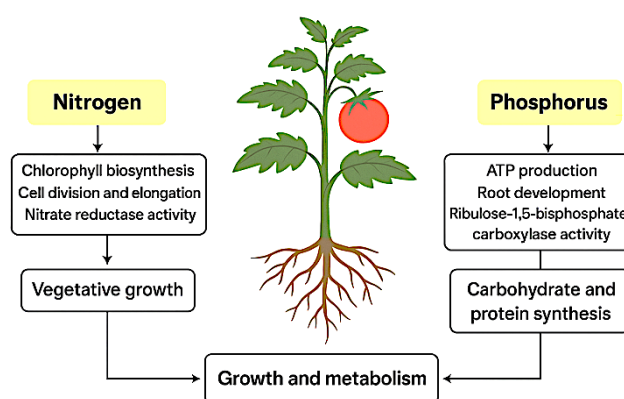 Nitrogen
Chlorophyll biosynthesis
Cell division and elongation
Nitrate reductase activity
Vegetative growth
Phosphorus
ATP production
Root development
Ribulose-1,5-bisphosphate
carboxylase activity
Carbohydrate and
protein synthesis
Growth and metabolism